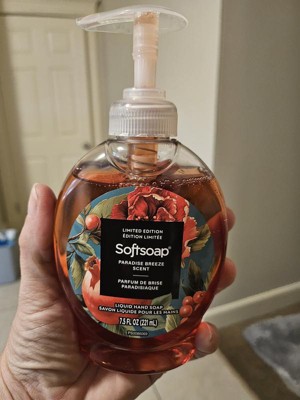 LIMITED EDITION
ÉDITION LIMITÉE
Softsoap®
PARADISE BREEZE
SCENT
PARFUM DE BRISE
PARADISIAQUE
LIQUID HAND SOAP
SAVON LIQUIDE POUR LES MAINS
7.5 FL OZ (221 mL)